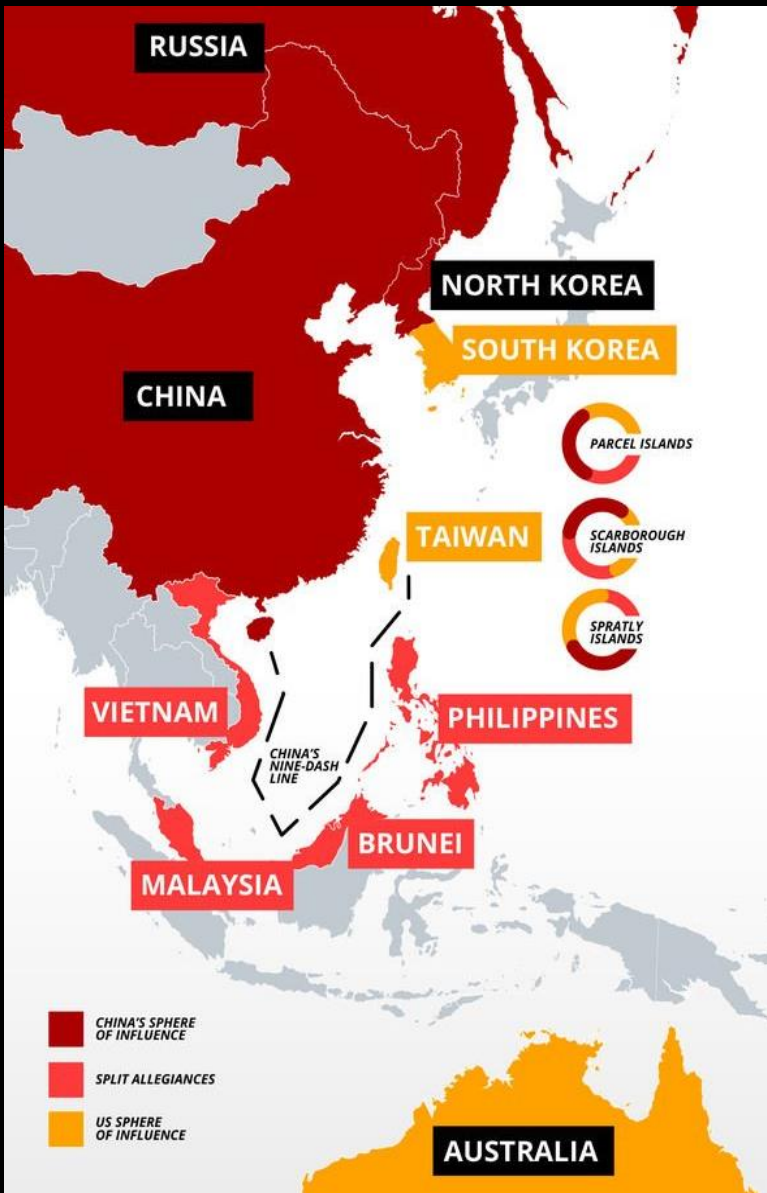 RUSSIA
NORTH KOREA
SOUTH KOREA
CHINA
PARCEL ISLANDS
TAIWAN
SCARBOROUGH
ISLANDS
SPRATLY
ISLANDS
VIETNAM
PHILIPPINES
CHINA'S
NINE-DASH
LINE
BRUNEI
MALAYSIA
CHINA'S SPHERE
OF INFLUENCE
SPLIT ALLEGIANCES
US SPHERE
OF INFLUENCE
AUSTRALIA